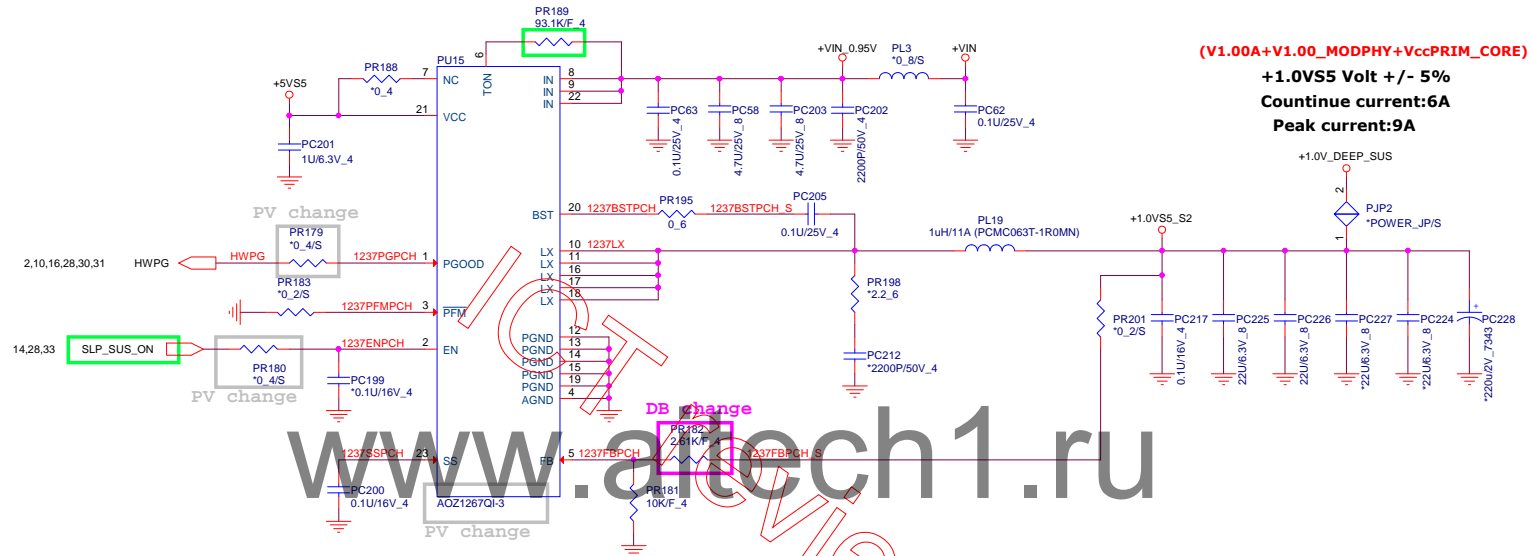 PR189
93.1K/F_4
PU15
6
TON
+5VS5
PR188
*0_4
7
NC
21
VCC
PC201
1U/6.3V_4
IN
8
IN
9
IN
22
+VIN_0.95V
PL3
*0_8/S
+VIN
PC63
0.1U/25V_4
PC58
4.7U/25V_8
PC203
4.7U/25V_8
PC202
2200P/50V_4
PC62
0.1U/25V_4
(V1.00A+V1.00_MODPHY+VccPRIM_CORE)
+1.0VS5 Volt +/- 5%
Countinue current:6A
Peak current:9A
+1.0V_DEEP_SUS
2
PJP2
*POWER_JP/S
1
PV change
PR179
*0_4/S
2,10,16,28,30,31
HWPG
HWPG
1237PGPCH
1
PGOOD
PR183
*0_2/S
1237PFMPCH
3
PFM
14,28,33
SLP_SUS_ON
PR180
*0_4/S
PV change
1237ENPCH
2
EN
PC199
*0.1U/16V_4
1237SSPCH
23
SS
PC200
0.1U/16V_4
BST
20
1237BSTPCH
PR195
0_6
1237BSTPCH_S
PC205
0.1U/25V_4
LX
10
1237LX
LX
11
LX
16
LX
17
LX
18
PL19
1uH/11A (PCMC063T-1R0MN)
+1.0VS5_S2
PR198
*2.2_6
PC212
*2200P/50V_4
PGND
12
PGND
13
PGND
14
PGND
15
PGND
19
AGND
4
PR201
*0_2/S
PC217
0.1U/16V_4
PC225
22U/6.3V_8
PC226
22U/6.3V_8
PC227
*22U/6.3V_8
PC224
*22U/6.3V_8
+
PC228
*220u/2V_7343
DB change
PR182
2.61K/F_4
FB
5
1237FBPCH
1237FBPCH_S
PR181
10K/F_4
AOZ1267QI-3
PV change
www.aitech1.ru